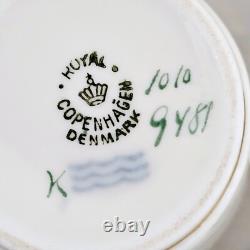 ROYAL
COPENHAGEN
DENMARK
1010
9481
K